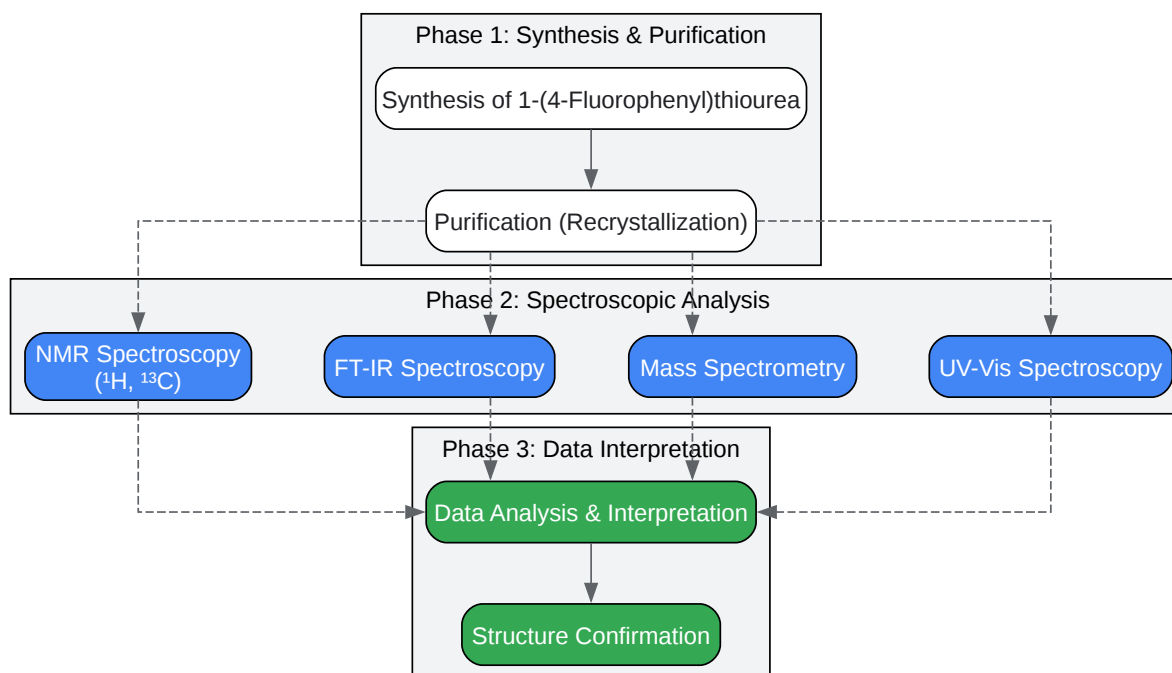 Phase 1: Synthesis & Purification
Synthesis of 1-(4-Fluorophenyl)thiourea
Purification (Recrystallization)
Phase 2: Spectroscopic Analysis
NMR Spectroscopy
(¹H, ¹³C)
FT-IR Spectroscopy
Mass Spectrometry
UV-Vis Spectroscopy
Phase 3: Data Interpretation
Data Analysis & Interpretation
Structure Confirmation